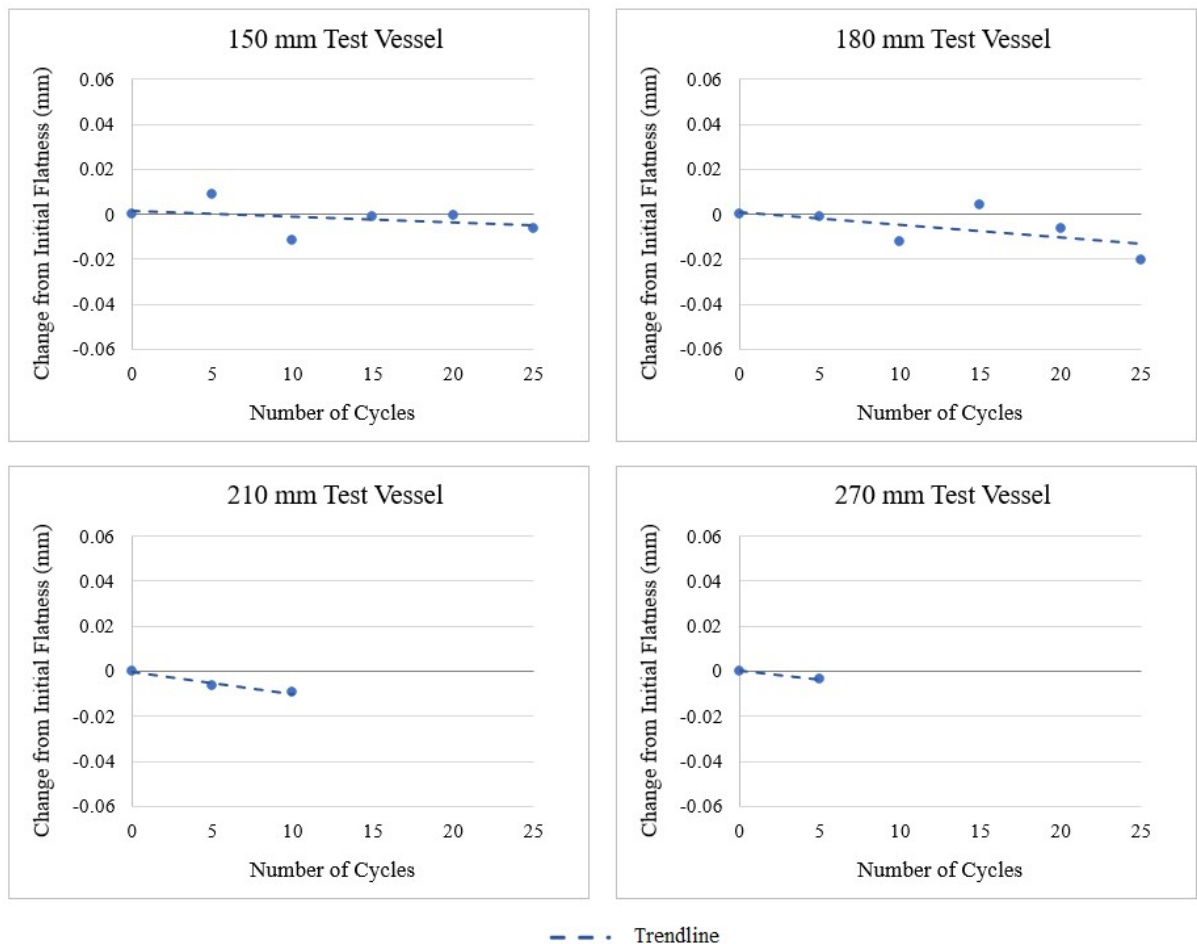 150 mm Test Vessel
Change from Initial Flatness (mm)
0.06
0.04
0.02
0
-0.02
-0.04
-0.06
0 5 10 15 20 25
Number of Cycles
180 mm Test Vessel
Change from Initial Flatness (mm)
0.06
0.04
0.02
0
-0.02
-0.04
-0.06
0 5 10 15 20 25
Number of Cycles
210 mm Test Vessel
Change from Initial Flatness (mm)
0.06
0.04
0.02
0
-0.02
-0.04
-0.06
0 5 10 15 20 25
Number of Cycles
270 mm Test Vessel
Change from Initial Flatness (mm)
0.06
0.04
0.02
0
-0.02
-0.04
-0.06
0 5 10 15 20 25
Number of Cycles
Trendline